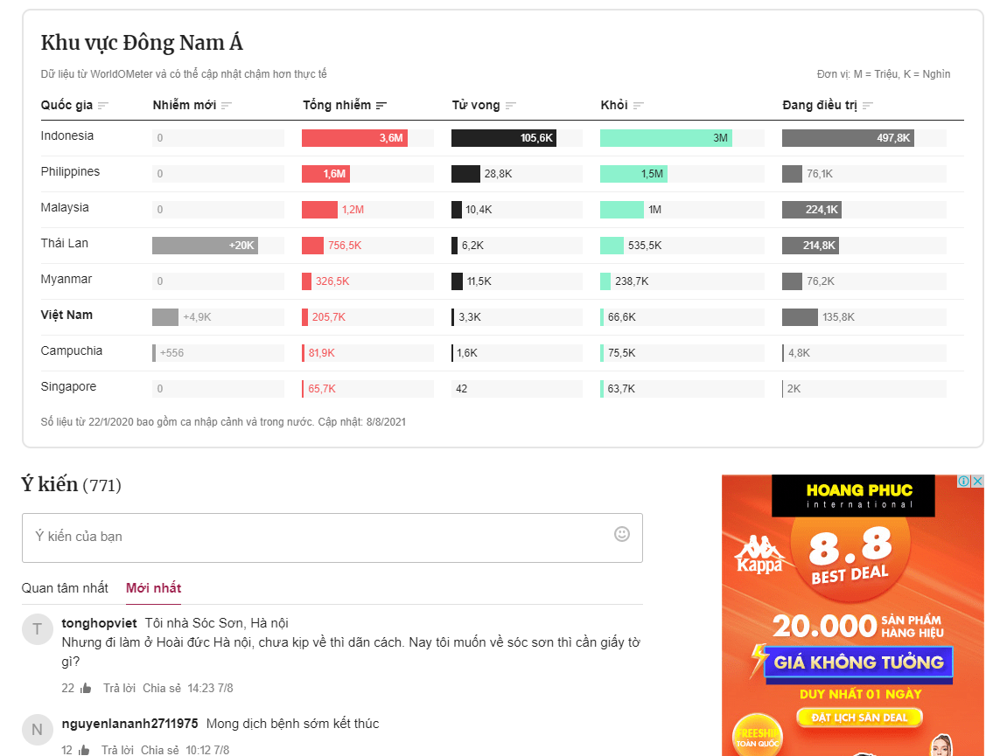 Khu vực Đông Nam Á
Dữ liệu từ WorldOMeter và có thể cập nhật chậm hơn thực tế
Đơn vị: M = Triệu, K = Nghìn
Quốc gia Nhiễm mới Tổng nhiễm Tử vong Khỏi Đang điều trị
Indonesia 0 3,6M 105,6K 3M 497,8K
Philippines 0 1,6M 28,8K 1,5M 76,1K
Malaysia 0 1,2M 10,4K 1M 224,1K
Thái Lan +20K 756,5K 6,2K 535,5K 214,8K
Myanmar 0 326,5K 11,5K 238,7K 76,2K
Việt Nam +4,9K 205,7K 3,3K 66,6K 135,8K
Campuchia +556 81,9K 1,6K 75,5K 4,8K
Singapore 0 65,7K 42 63,7K 2K
Số liệu từ 22/1/2020 bao gồm ca nhập cảnh và trong nước. Cập nhật: 8/8/2021
Ý kiến (771)
Ý kiến của bạn
Quan tâm nhất Mới nhất
T
tonghopviet Tôi nhà Sóc Sơn, Hà nội
Nhưng đi làm ở Hoài đức Hà nội, chưa kịp về thì dãn cách. Nay tôi muốn về sóc sơn thì cần giấy tờ
gì?
22 Trả lời Chia sẻ 14:23 7/8
N
nguyenlananh2711975 Mong dịch bệnh sớm kết thúc
12 Trả lời Chia sẻ 10:12 7/8
HOANG PHUC
international
Kappa
8.8
BEST DEAL
20.000 SẢN PHẨM
HÀNG HIỆU
GIÁ KHÔNG TƯỞNG
DUY NHẤT 01 NGÀY
ĐẶT LỊCH SĂN DEAL
FREESHIP
TOÀN QUỐC